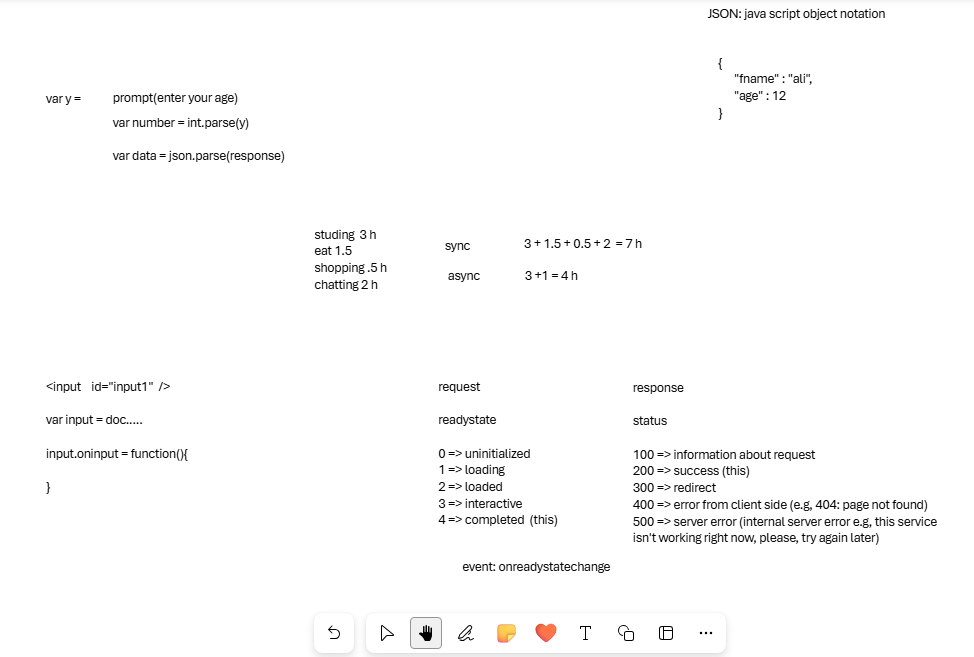 JSON: java script object notation
{
"fname" : "ali",
"age" : 12
}
var y = prompt(enter your age)
var number = int.parse(y)
var data = json.parse(response)
studing 3 h
eat 1.5
shopping .5 h
chatting 2 h
sync 3 + 1.5 + 0.5 + 2 = 7 h
async 3 +1 = 4 h
<input id="input1" />
var input = doc.....
input.oninput = function(){
}
request
readystate
0 => uninitialized
1 => loading
2 => loaded
3 => interactive
4 => completed (this)
response
status
100 => information about request
200 => success (this)
300 => redirect
400 => error from client side (e.g, 404: page not found)
500 => server error (internal server error e.g, this service
isn't working right now, please, try again later)
event: onreadystatechange
T